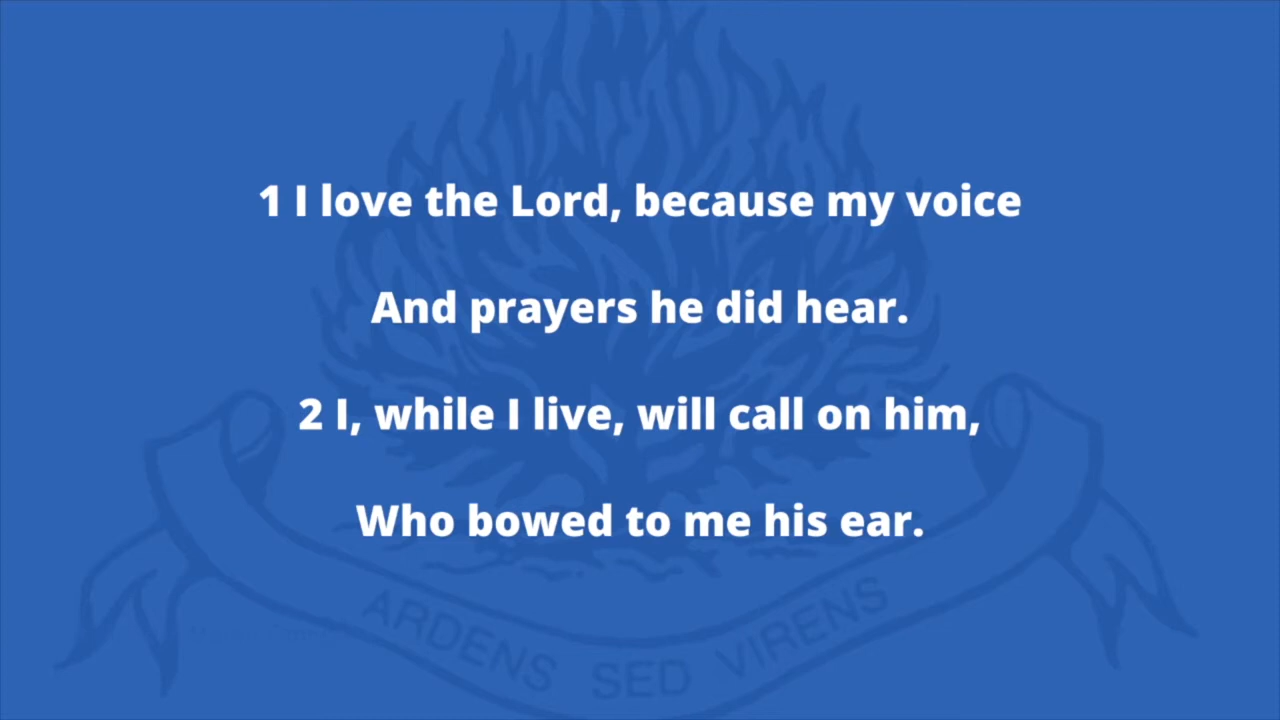 1 I love the Lord, because my voice
And prayers he did hear.
2 I, while I live, will call on him,
Who bowed to me his ear.
ARDENS SED VIRENS